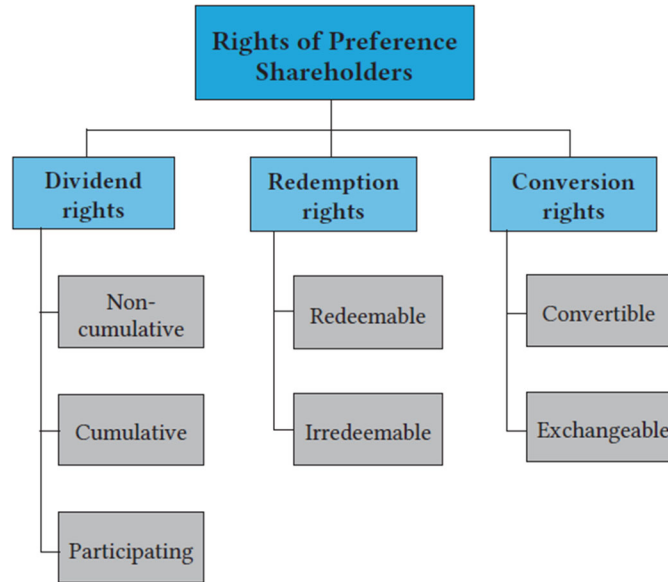 Rights of Preference
Shareholders
Dividend
rights
Redemption
rights
Conversion
rights
Non-
cumulative
Redeemable
Convertible
Cumulative
Irredeemable
Exchangeable
Participating